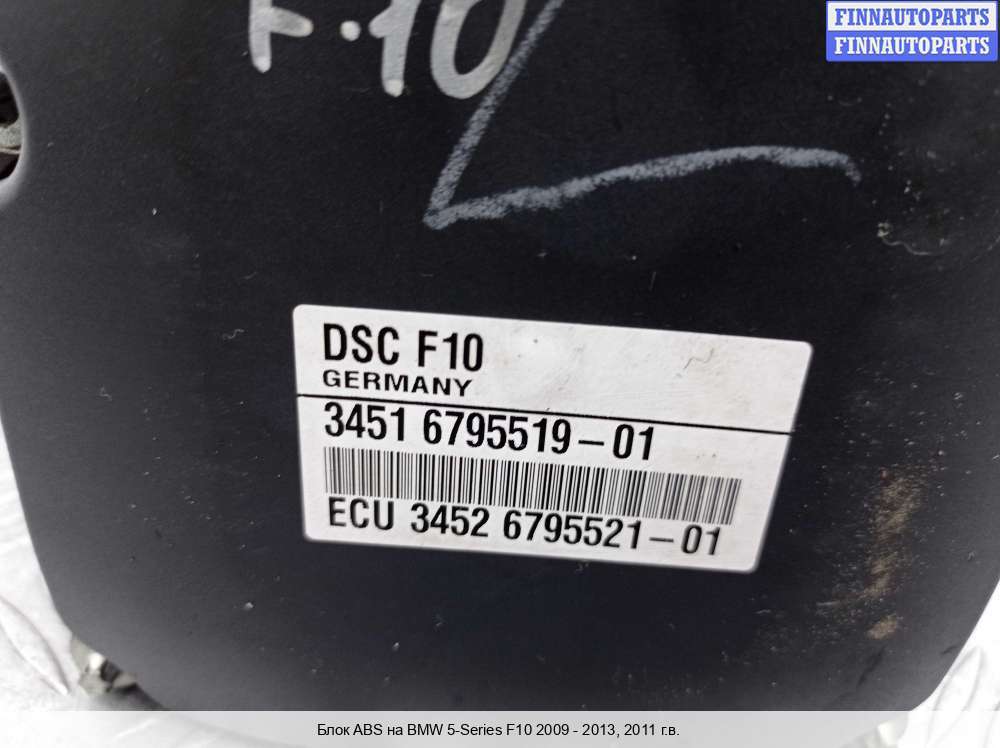 FINNAUTOPARTS
FINNAUTOPARTS
F.10
DSC F10
GERMANY
3451 6795519-01
ECU 3452 6795521-01
Блок ABS на BMW 5-Series F10 2009 - 2013, 2011 г.в.